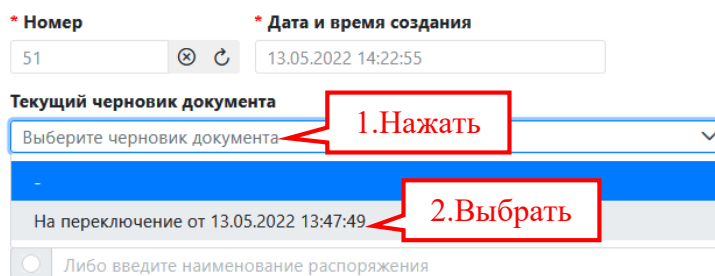 * Номер * Дата и время создания
51 13.05.2022 14:22:55
Текущий черновик документа
1.Нажать
Выберите черновик документа
-
На переключение от 13.05.2022 13:47:49
2.Выбрать
Либо введите наименование распоряжения